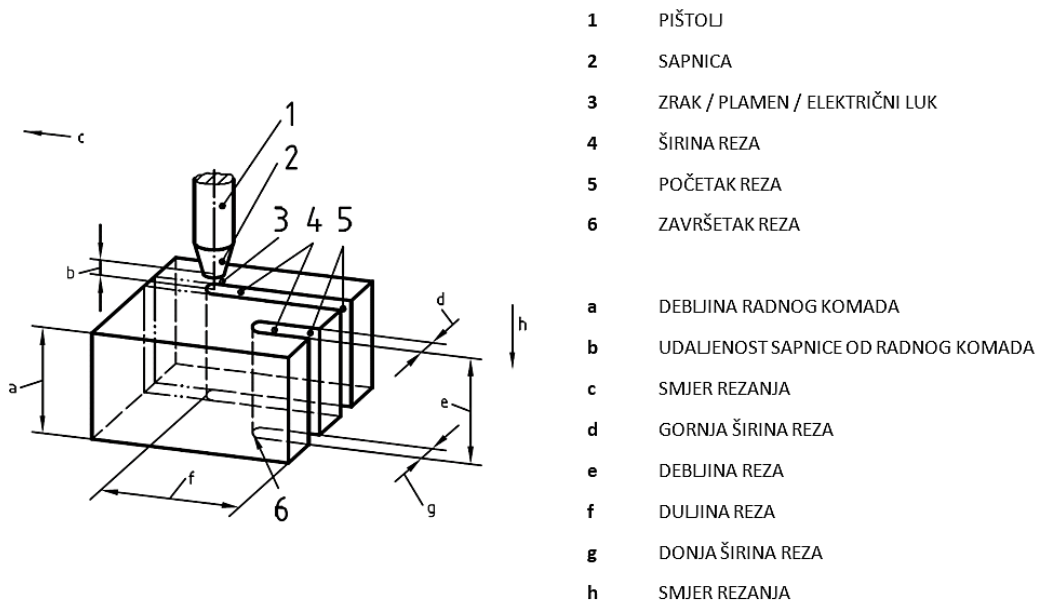 1 PIŠTOLJ
2 SAPNICA
3 ZRAK / PLAMEN / ELEKTRIČNI LUK
4 ŠIRINA REZA
5 POČETAK REZA
6 ZAVRŠETAK REZA
a DEBLJINA RADNOG KOMADA
b UDALJENOST SAPNICE OD RADNOG KOMADA
c SMJER REZANJA
d GORNJA ŠIRINA REZA
e DEBLJINA REZA
f DULJINA REZA
g DONJA ŠIRINA REZA
h SMJER REZANJA
c
1
2
3 4 5
b
d
h
a
e
f
6
g